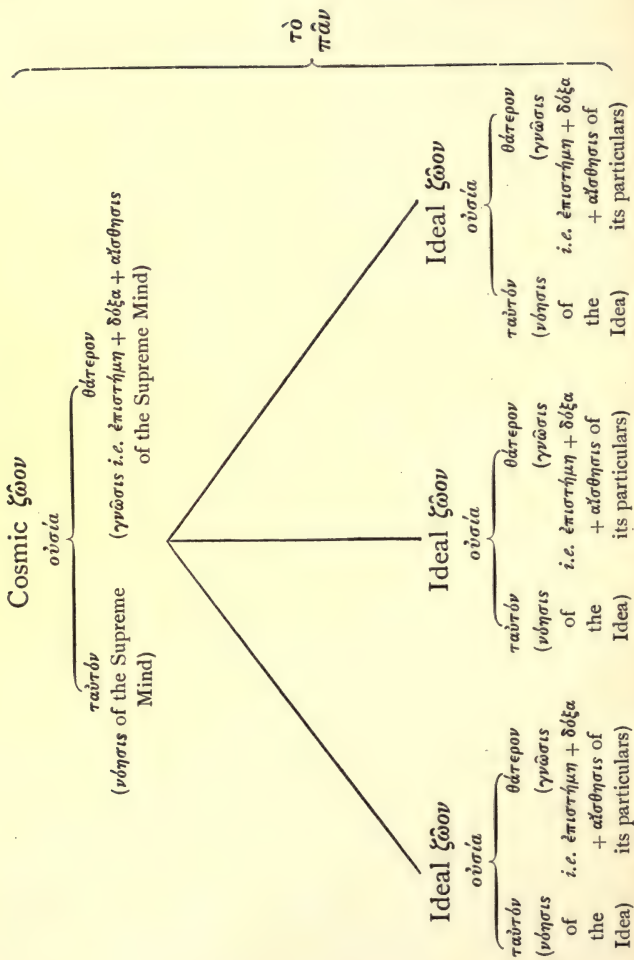 Cosmic ζῷον
οὐσία
ταὐτόν
(νόησις of the Supreme
Mind)
θάτερον
(γνῶσις i.e. ἐπιστήμη + δόξα + αἴσθησις
of the Supreme Mind)
Ideal ζῷον
οὐσία
ταὐτόν
(νόησις
of
the
Idea)
θάτερον
(γνῶσις
i.e. ἐπιστήμη + δόξα
+ αἴσθησις of
its particulars)
Ideal ζῷον
οὐσία
ταὐτόν
(νόησις
of
the
Idea)
θάτερον
(γνῶσις
i.e. ἐπιστήμη + δόξα
+ αἴσθησις of
its particulars)
Ideal ζῷον
οὐσία
ταὐτόν
(νόησις
of
the
Idea)
θάτερον
(γνῶσις
i.e. ἐπιστήμη + δόξα
+ αἴσθησις of
its particulars)
τὸ
πᾶν